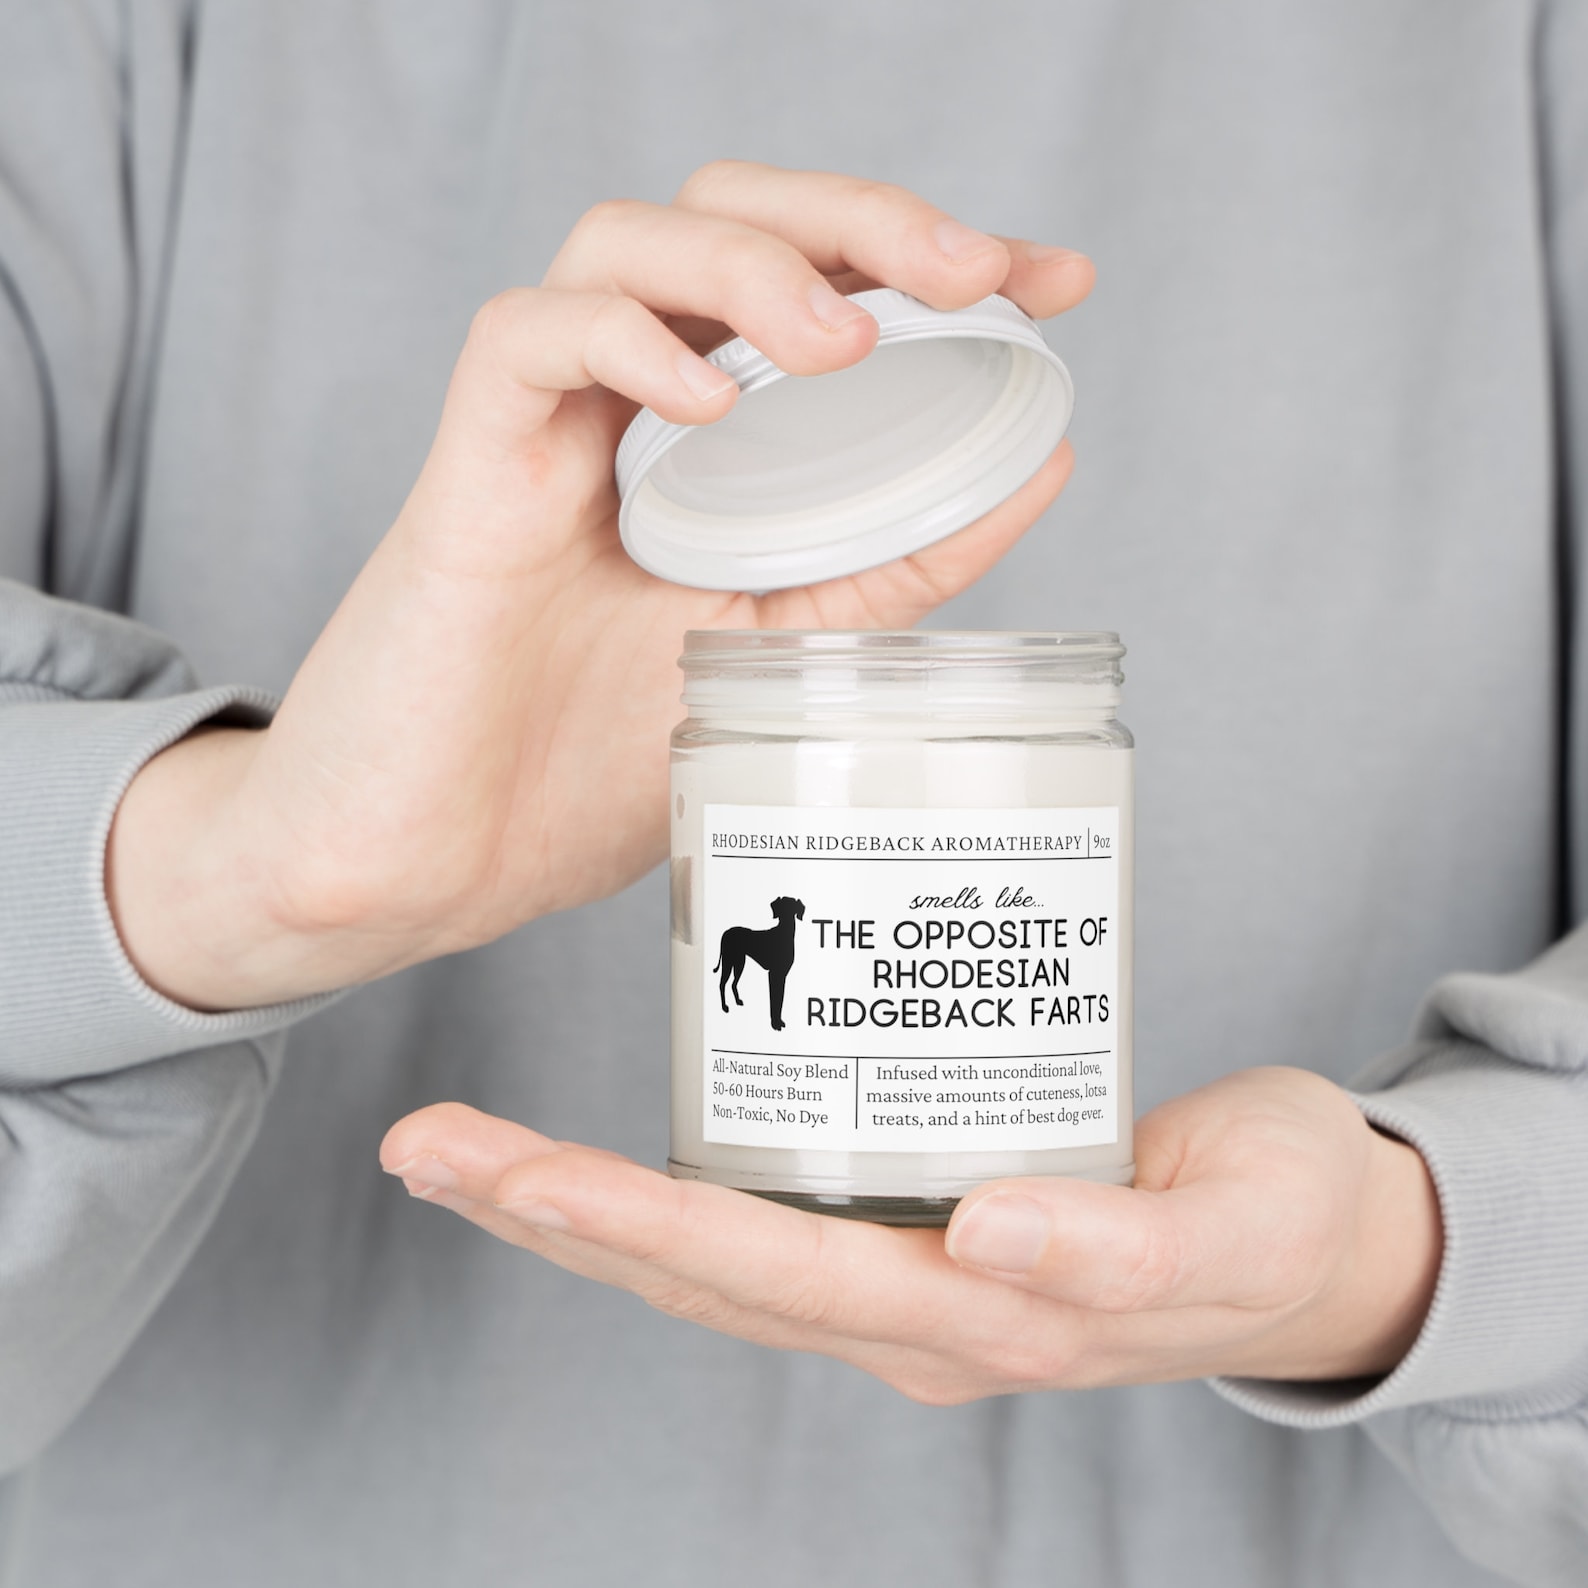 RHODESIAN RIDGEBACK AROMATHERAPY | 9oz
smells like...
THE OPPOSITE OF
RHODESIAN
RIDGEBACK FARTS
All-Natural Soy Blend
50-60 Hours Burn
Non-Toxic, No Dye
Infused with unconditional love,
massive amounts of cuteness, lotsa
treats, and a hint of best dog ever.